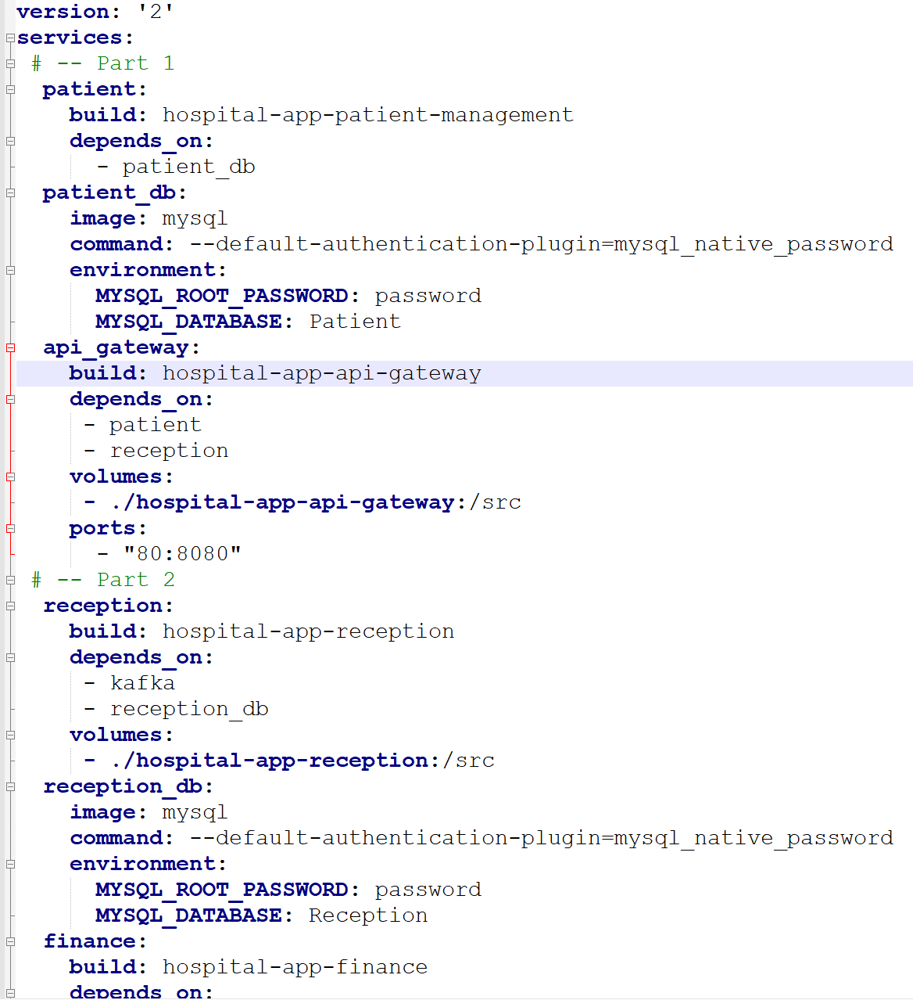 version: '2'
services:
 # -- Part 1
  patient:
    build: hospital-app-patient-management
    depends_on:
      - patient_db
  patient_db:
    image: mysql
    command: --default-authentication-plugin=mysql_native_password
    environment:
      MYSQL_ROOT_PASSWORD: password
      MYSQL_DATABASE: Patient
  api_gateway:
    build: hospital-app-api-gateway
    depends_on:
     - patient
     - reception
    volumes:
     - ./hospital-app-api-gateway:/src
    ports:
      - "80:8080"
 # -- Part 2
  reception:
    build: hospital-app-reception
    depends_on:
     - kafka
     - reception_db
    volumes:
     - ./hospital-app-reception:/src
  reception_db:
    image: mysql
    command: --default-authentication-plugin=mysql_native_password
    environment:
      MYSQL_ROOT_PASSWORD: password
      MYSQL_DATABASE: Reception
  finance:
    build: hospital-app-finance
    depends_on: